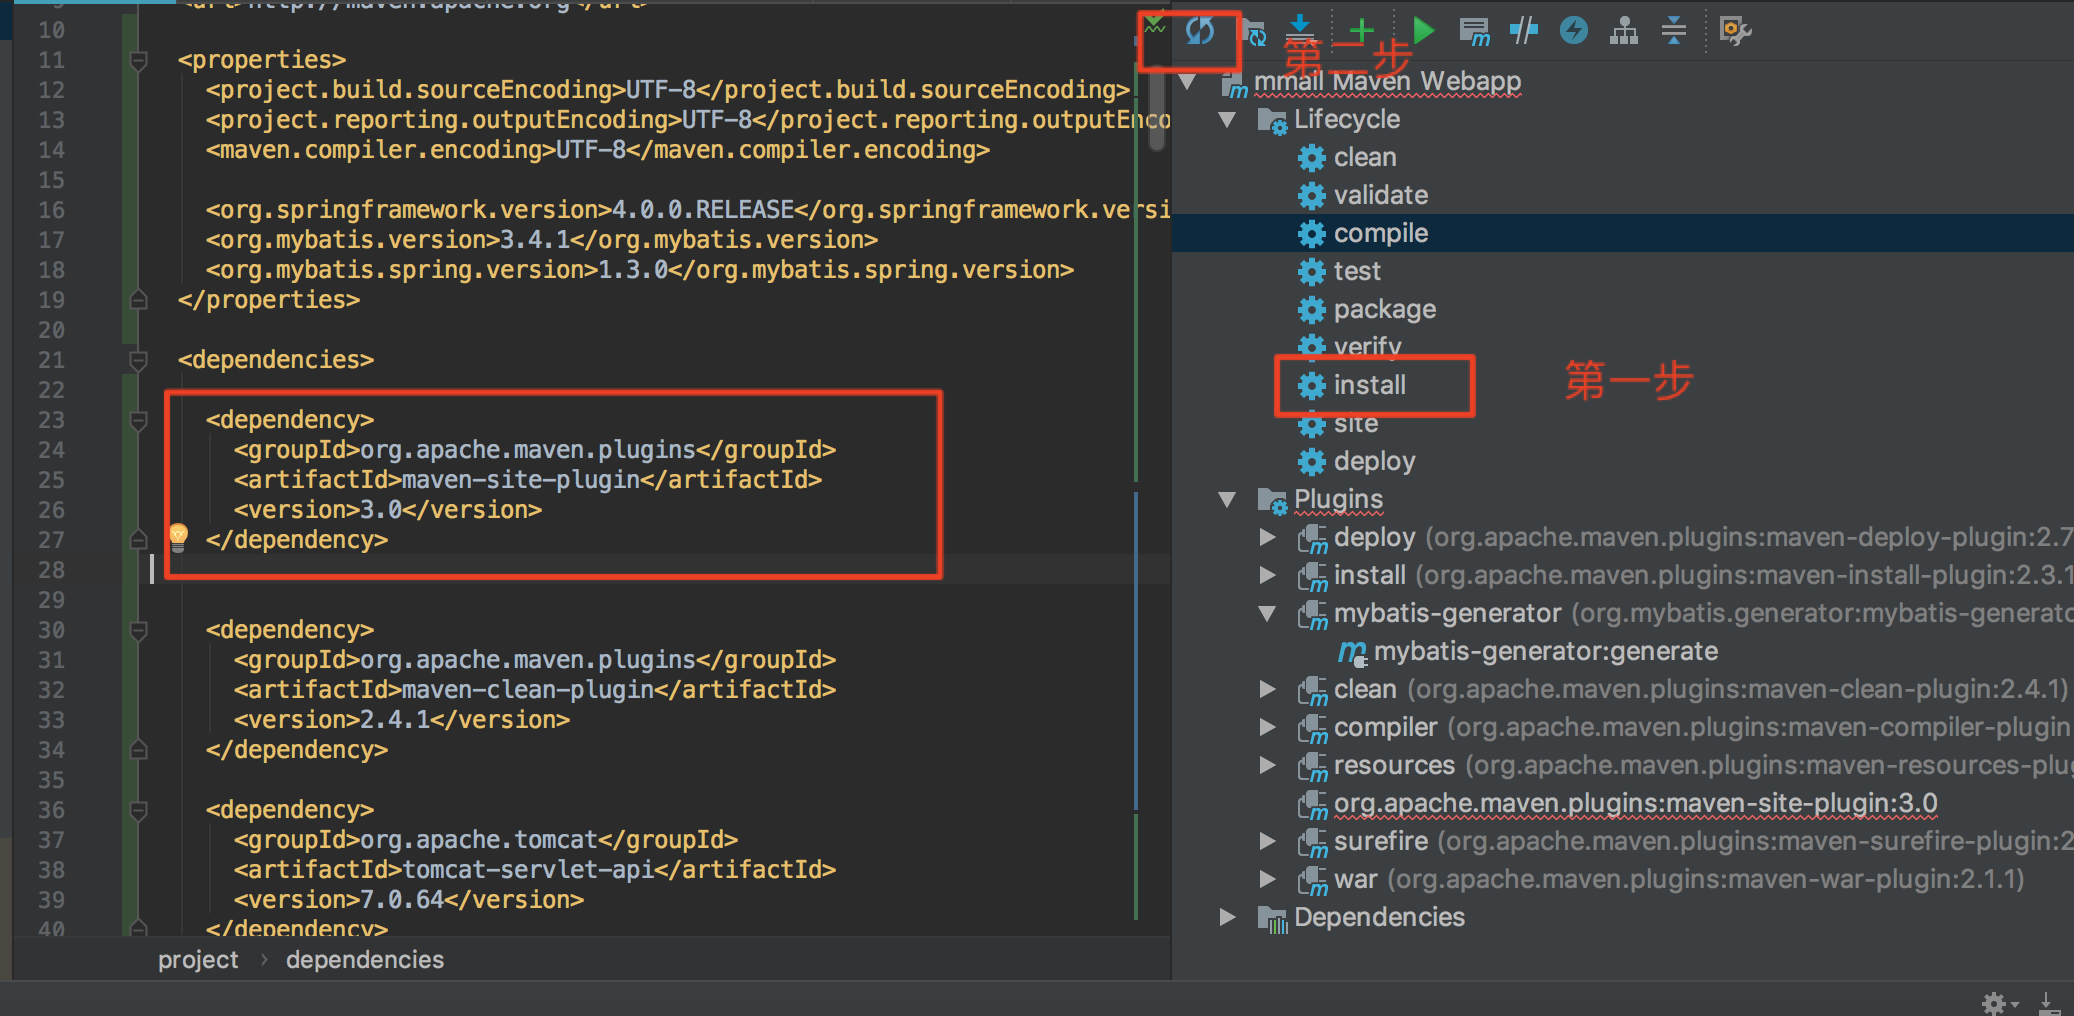 9 <url>http://maven.apache.org</url>
10
11 <properties>
12 <project.build.sourceEncoding>UTF-8</project.build.sourceEncoding>
13 <project.reporting.outputEncoding>UTF-8</project.reporting.outputEnco
14 <maven.compiler.encoding>UTF-8</maven.compiler.encoding>
15
16 <org.springframework.version>4.0.0.RELEASE</org.springframework.versi
17 <org.mybatis.version>3.4.1</org.mybatis.version>
18 <org.mybatis.spring.version>1.3.0</org.mybatis.spring.version>
19 </properties>
20
21 <dependencies>
22
23 <dependency>
24 <groupId>org.apache.maven.plugins</groupId>
25 <artifactId>maven-site-plugin</artifactId>
26 <version>3.0</version>
27 </dependency>
28
29
30 <dependency>
31 <groupId>org.apache.maven.plugins</groupId>
32 <artifactId>maven-clean-plugin</artifactId>
33 <version>2.4.1</version>
34 </dependency>
35
36 <dependency>
37 <groupId>org.apache.tomcat</groupId>
38 <artifactId>tomcat-servlet-api</artifactId>
39 <version>7.0.64</version>
40 </dependency>
project › dependencies
第二步
mmall Maven Webapp
Lifecycle
clean
validate
compile
test
package
verify
install
第一步
site
deploy
Plugins
deploy (org.apache.maven.plugins:maven-deploy-plugin:2.7
install (org.apache.maven.plugins:maven-install-plugin:2.3.1
mybatis-generator (org.mybatis.generator:mybatis-generato
mybatis-generator:generate
clean (org.apache.maven.plugins:maven-clean-plugin:2.4.1)
compiler (org.apache.maven.plugins:maven-compiler-plugin
resources (org.apache.maven.plugins:maven-resources-plu
org.apache.maven.plugins:maven-site-plugin:3.0
surefire (org.apache.maven.plugins:maven-surefire-plugin:2
war (org.apache.maven.plugins:maven-war-plugin:2.1.1)
Dependencies